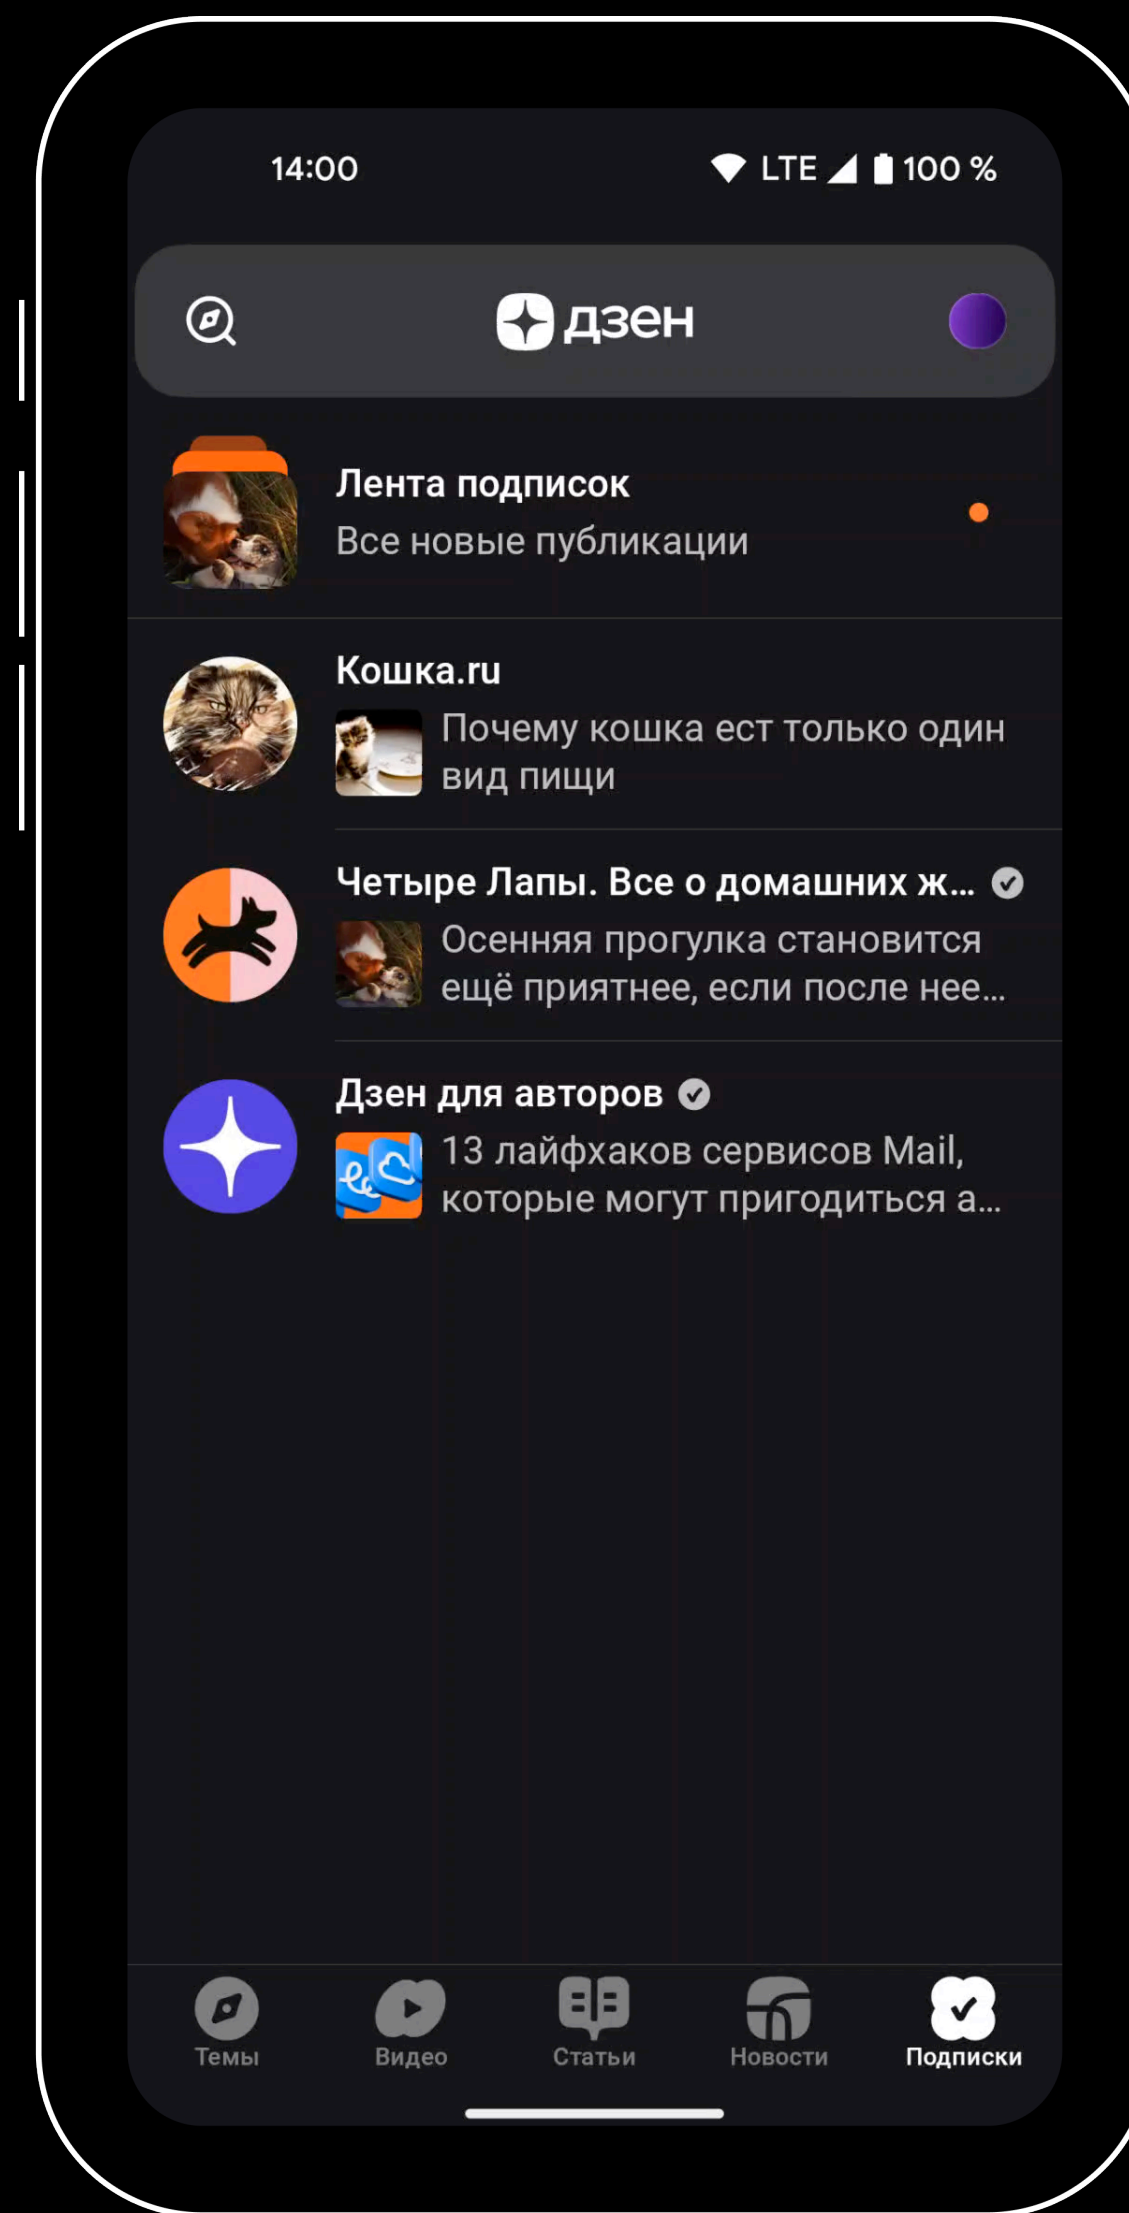 14:00 LTE 100 %
дзен
Лента подписок
Все новые публикации
Кошка.ru
Почему кошка ест только один
вид пищи
Четыре Лапы. Все о домашних ж...
Осенняя прогулка становится
ещё приятнее, если после нее...
Дзен для авторов
13 лайфхаков сервисов Mail,
которые могут пригодиться а...
Темы Видео Статьи Новости Подписки